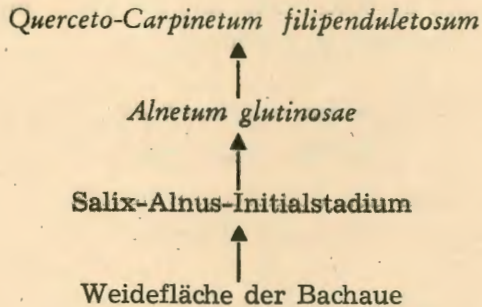 Querceto-Carpinetum filipenduletosum
Alnetum glutinosae
Salix-Alnus-Initialstadium
Weidefläche der Bachaue